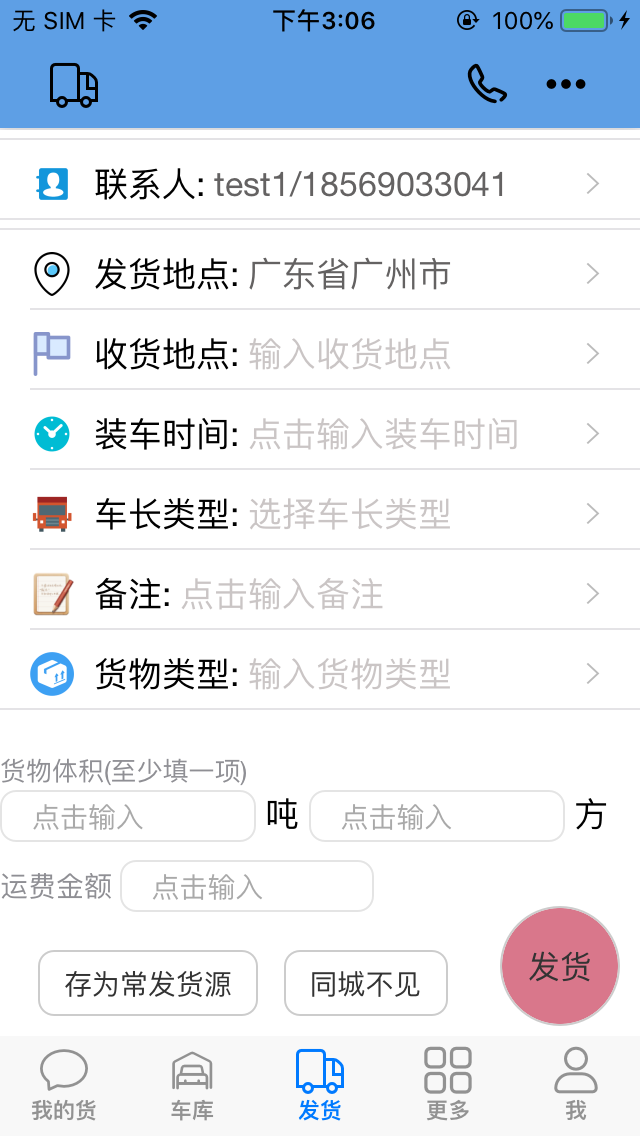 无 SIM 卡 下午3:06 100%
联系人: test1/18569033041
发货地点: 广东省广州市
收货地点: 输入收货地点
装车时间: 点击输入装车时间
车长类型: 选择车长类型
备注: 点击输入备注
货物类型: 输入货物类型
货物体积(至少填一项)
点击输入 吨 点击输入 方
运费金额 点击输入
发货
存为常发货源 同城不见
我的货 车库 发货 更多 我